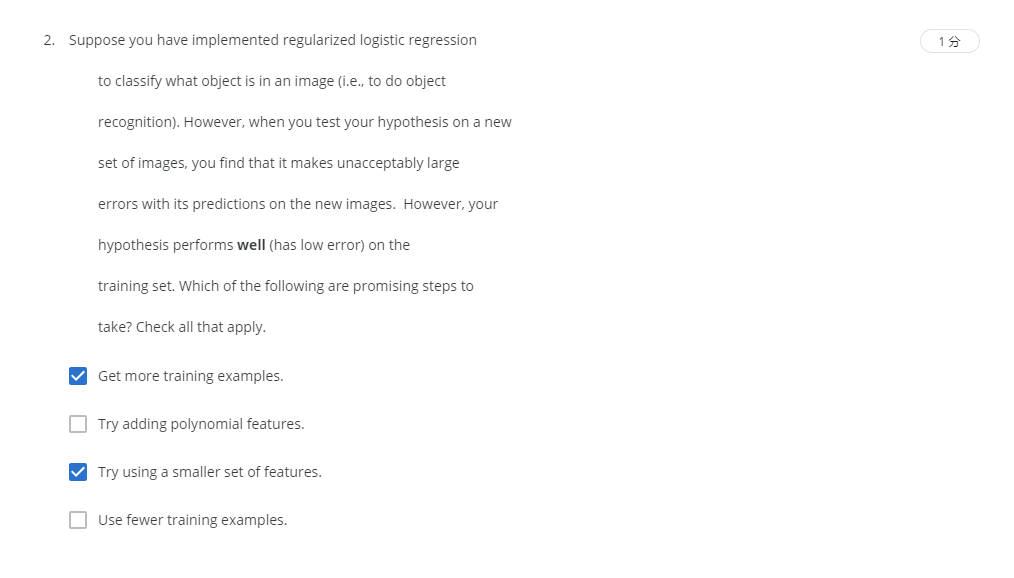 2. Suppose you have implemented regularized logistic regression
1 分
to classify what object is in an image (i.e., to do object
recognition). However, when you test your hypothesis on a new
set of images, you find that it makes unacceptably large
errors with its predictions on the new images. However, your
hypothesis performs well (has low error) on the
training set. Which of the following are promising steps to
take? Check all that apply.
Get more training examples.
Try adding polynomial features.
Try using a smaller set of features.
Use fewer training examples.